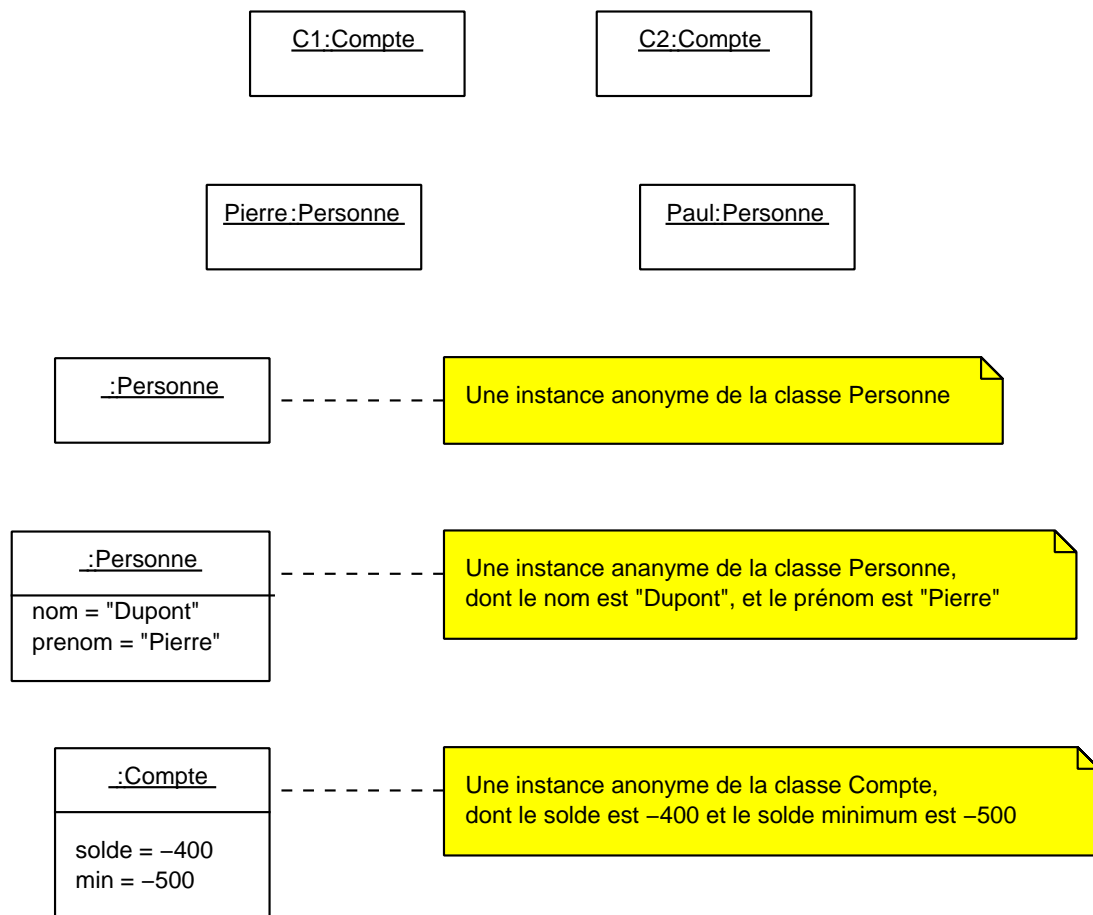 C1:Compte
C2:Compte
Pierre:Personne
Paul:Personne
:Personne
Une instance anonyme de la classe Personne
:Personne
nom = "Dupont"
prenom = "Pierre"
Une instance ananyme de la classe Personne,
dont le nom est "Dupont", et le prénom est "Pierre"
:Compte
solde = −400
min = −500
Une instance anonyme de la classe Compte,
dont le solde est −400 et le solde minimum est −500